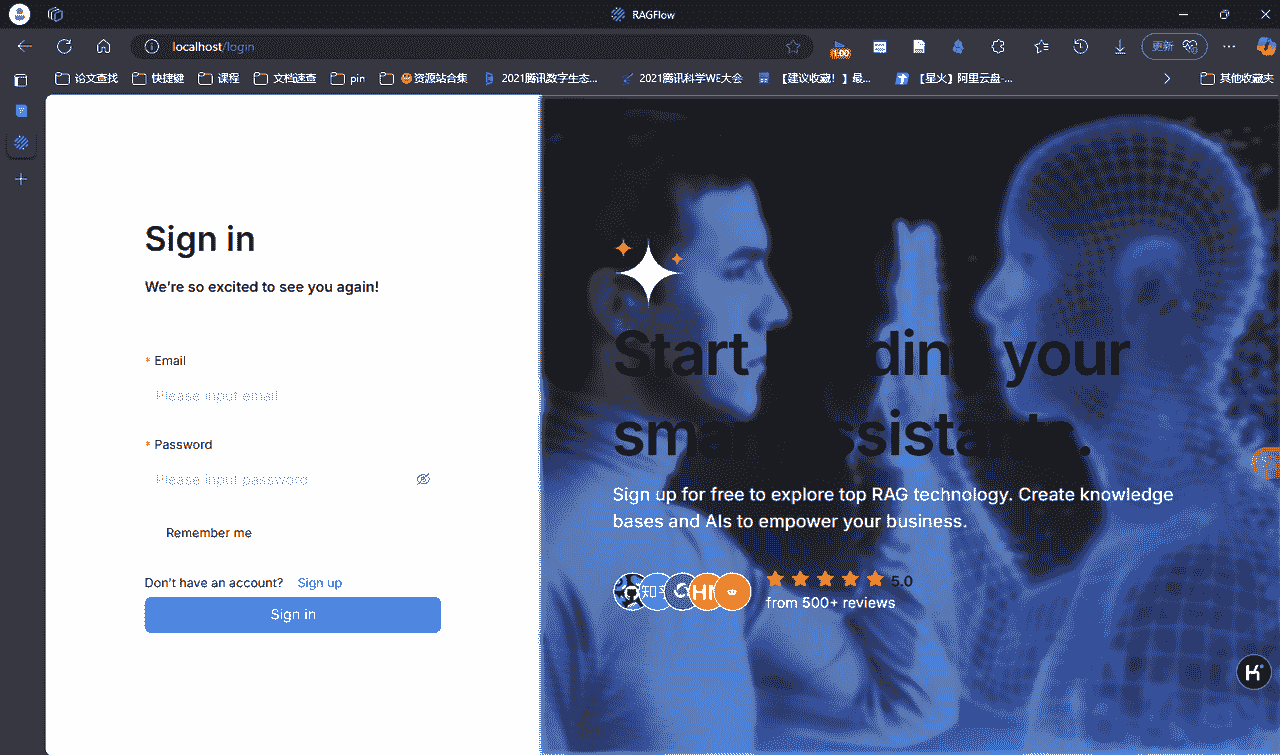 RAGFlow
localhost/login
1.00
更新
论文查找
快捷键
课程
文档速查
pin
资源站合集
2021腾讯数字生态...
2021腾讯科学WE大会
【建议收藏！】最...
【星火】阿里云盘-...
其他收藏夹
Sign in
We're so excited to see you again!
* Email
Please input email
* Password
Please input password
Remember me
Don't have an account? Sign up
Sign in
Start your
smart assistants.
Sign up for free to explore top RAG technology. Create knowledge
bases and AIs to empower your business.
知乎
5.0
from 500+ reviews